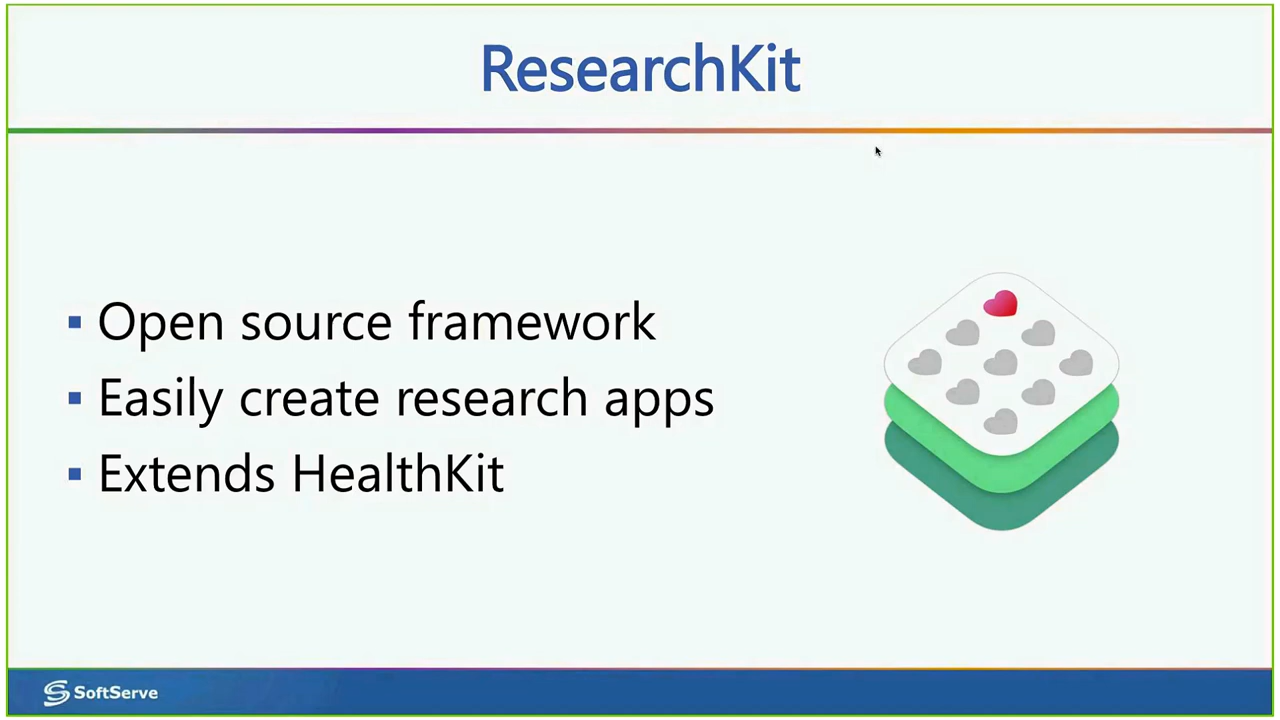 ResearchKit
Open source framework
Easily create research apps
Extends HealthKit
SoftServe